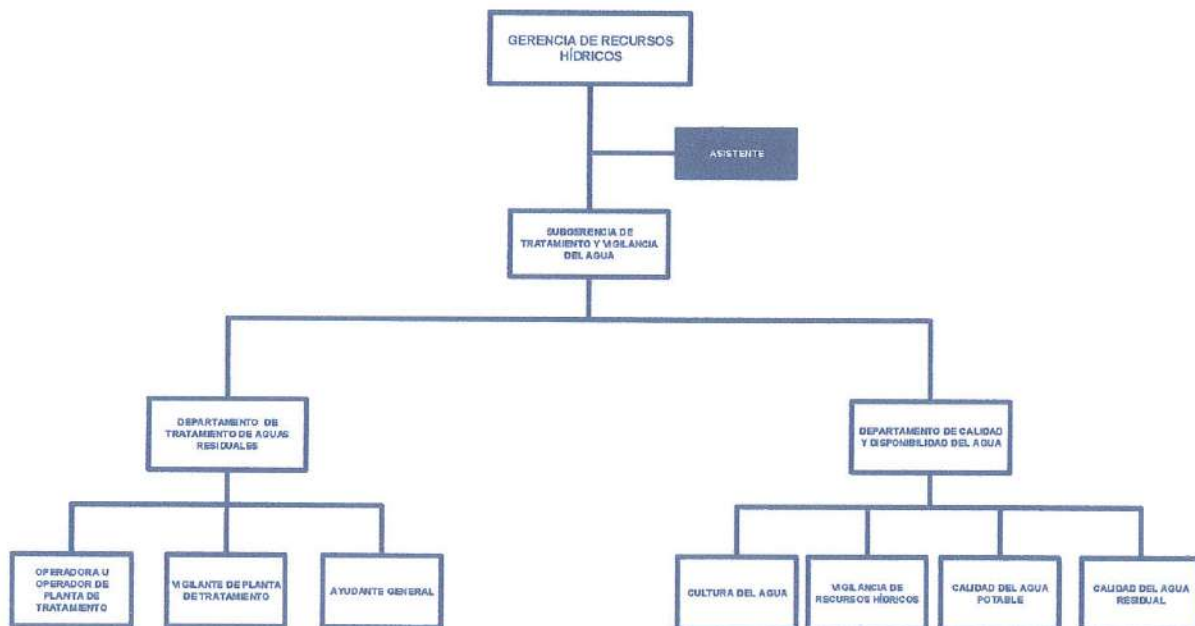 GERENCIA DE RECURSOS
HÍDRICOS
ASISTENTE
SUBGERENCIA DE
TRATAMIENTO Y VIGILANCIA
DEL AGUA
DEPARTAMENTO DE
TRATAMIENTO DE AGUAS
RESIDUALES
DEPARTAMENTO DE CALIDAD
Y DISPONIBILIDAD DEL AGUA
OPERADORA U
OPERADOR DE
PLANTA DE
TRATAMIENTO
VIGILANTE DE PLANTA
DE TRATAMIENTO
AYUDANTE GENERAL
CULTURA DEL AGUA
VIGILANCIA DE
RECURSOS HÍDRICOS
CALIDAD DEL AGUA
POTABLE
CALIDAD DEL AGUA
RESIDUAL